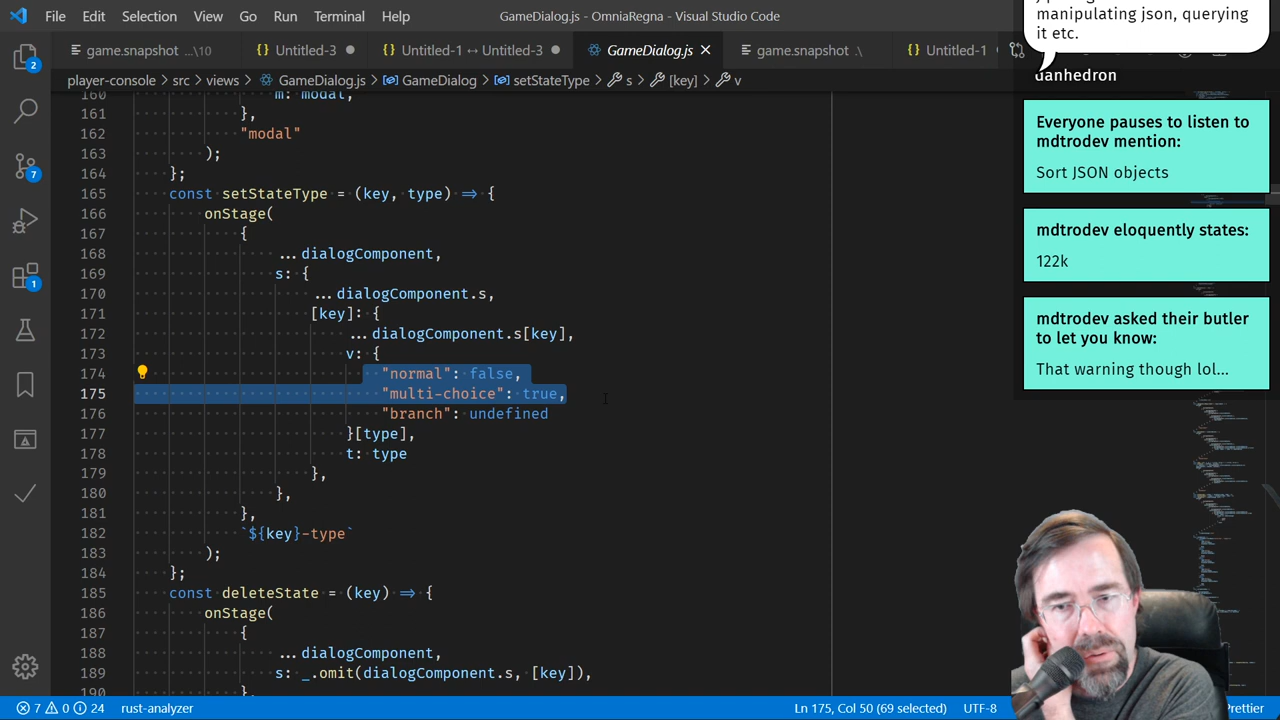 File Edit Selection View Go Run Terminal Help
GameDialog.js - OmniaRegna - Visual Studio Code
game.snapshot ...\10
Untitled-3
Untitled-1 ↔ Untitled-3
GameDialog.js
game.snapshot .\
Untitled-1
player-console > src > views > GameDialog.js > GameDialog > setStateType > s > [key] > v
160 m: modal,
161 },
162 "modal"
163 );
164 };
165 const setStateType = (key, type) => {
166 onStage(
167 {
168 ...dialogComponent,
169 s: {
170 ...dialogComponent.s,
171 [key]: {
172 ...dialogComponent.s[key],
173 v: {
174 "normal": false,
175 "multi-choice": true,
176 "branch": undefined
177 }[type],
178 t: type
179 },
180 },
181 },
182 `${key}-type`
183 );
184 };
185 const deleteState = (key) => {
186 onStage(
187 {
188 ...dialogComponent,
189 s: _.omit(dialogComponent.s, [key]),
190 },
2
7
1
manipulating json, querying
it etc.
danhedron
Everyone pauses to listen to
mdtrodev mention:
Sort JSON objects
mdtrodev eloquently states:
122k
mdtrodev asked their butler
to let you know:
That warning though lol...
7 0 24 rust-analyzer
Ln 175, Col 50 (69 selected) UTF-8
Prettier